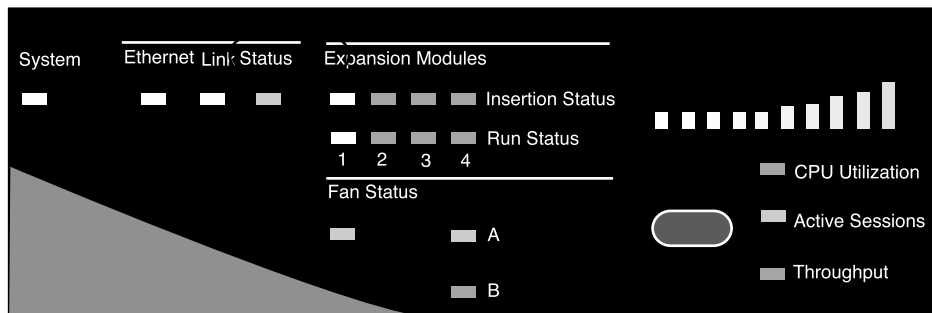 System
Ethernet Link Status
Expansion Modules
Insertion Status
Run Status
1 2 3 4
Fan Status
A
B
CPU Utilization
Active Sessions
Throughput